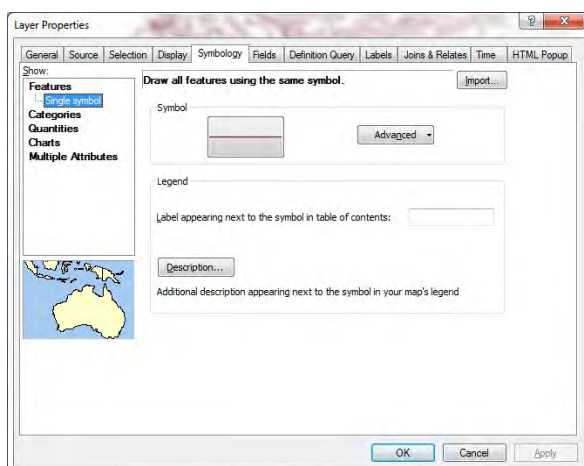 Layer Properties
General Source Selection Display Symbology Fields Definition Query Labels Joins & Relates Time HTML Popup
Show:
Features
Single symbol
Categories
Quantities
Charts
Multiple Attributes
Draw all features using the same symbol.
Import...
Symbol
Advanced
Legend
Label appearing next to the symbol in table of contents:
Description...
Additional description appearing next to the symbol in your map's legend
OK Cancel Apply